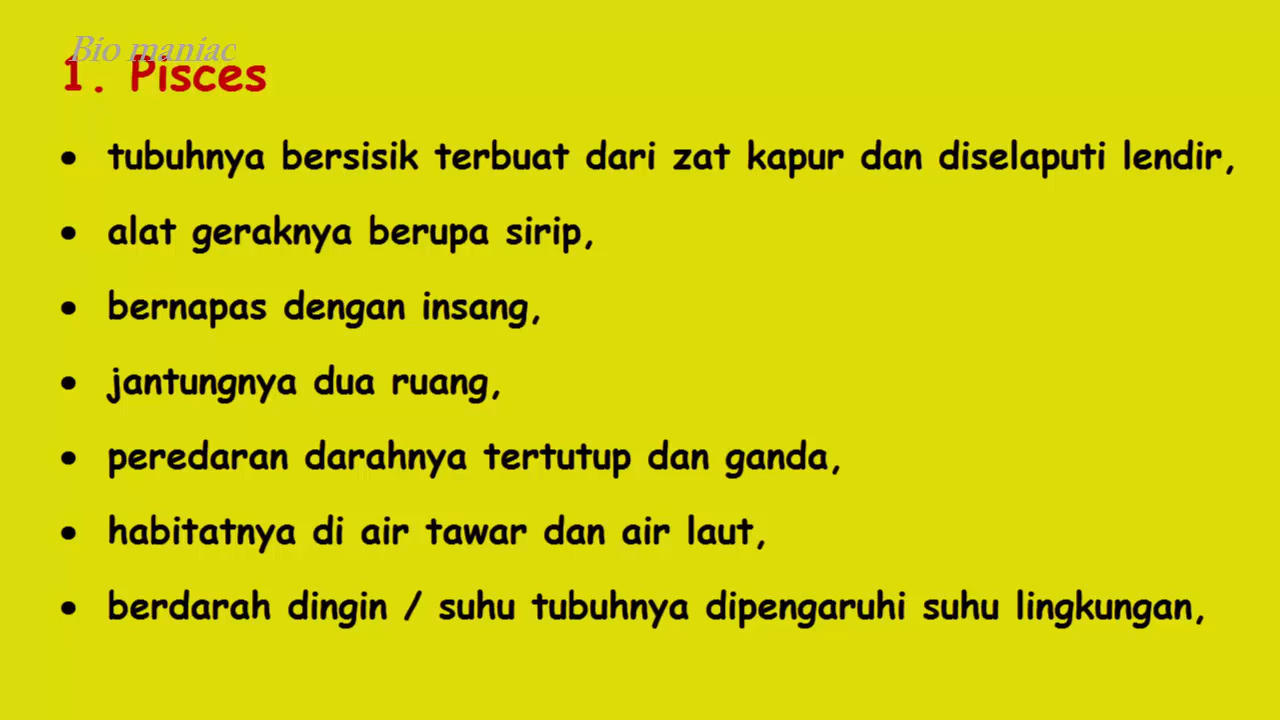 Bio maniac
1. Pisces
• tubuhnya bersisik terbuat dari zat kapur dan diselaputi lendir,
• alat geraknya berupa sirip,
• bernapas dengan insang,
• jantungnya dua ruang,
• peredaran darahnya tertutup dan ganda,
• habitatnya di air tawar dan air laut,
• berdarah dingin / suhu tubuhnya dipengaruhi suhu lingkungan,